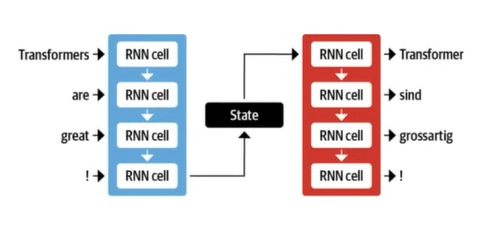 Transformers RNN cell RNN cell Transformer
are RNN cell RNN cell sind
State
great RNN cell RNN cell grossartig
! RNN cell RNN cell !